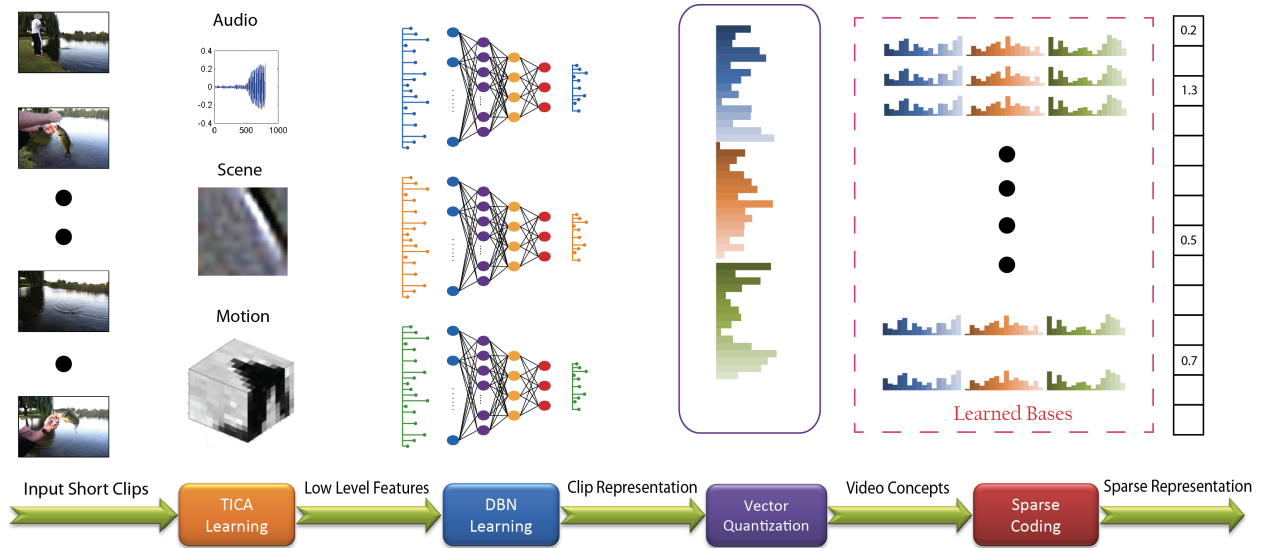 Audio
0.4
0.2
0
-0.2
-0.4
0
500
1000
Scene
Motion
Learned Bases
0.2
1.3
0.5
0.7
Input Short Clips
TICA
Learning
Low Level Features
DBN
Learning
Clip Representation
Vector
Quantization
Video Concepts
Sparse
Coding
Sparse Representation